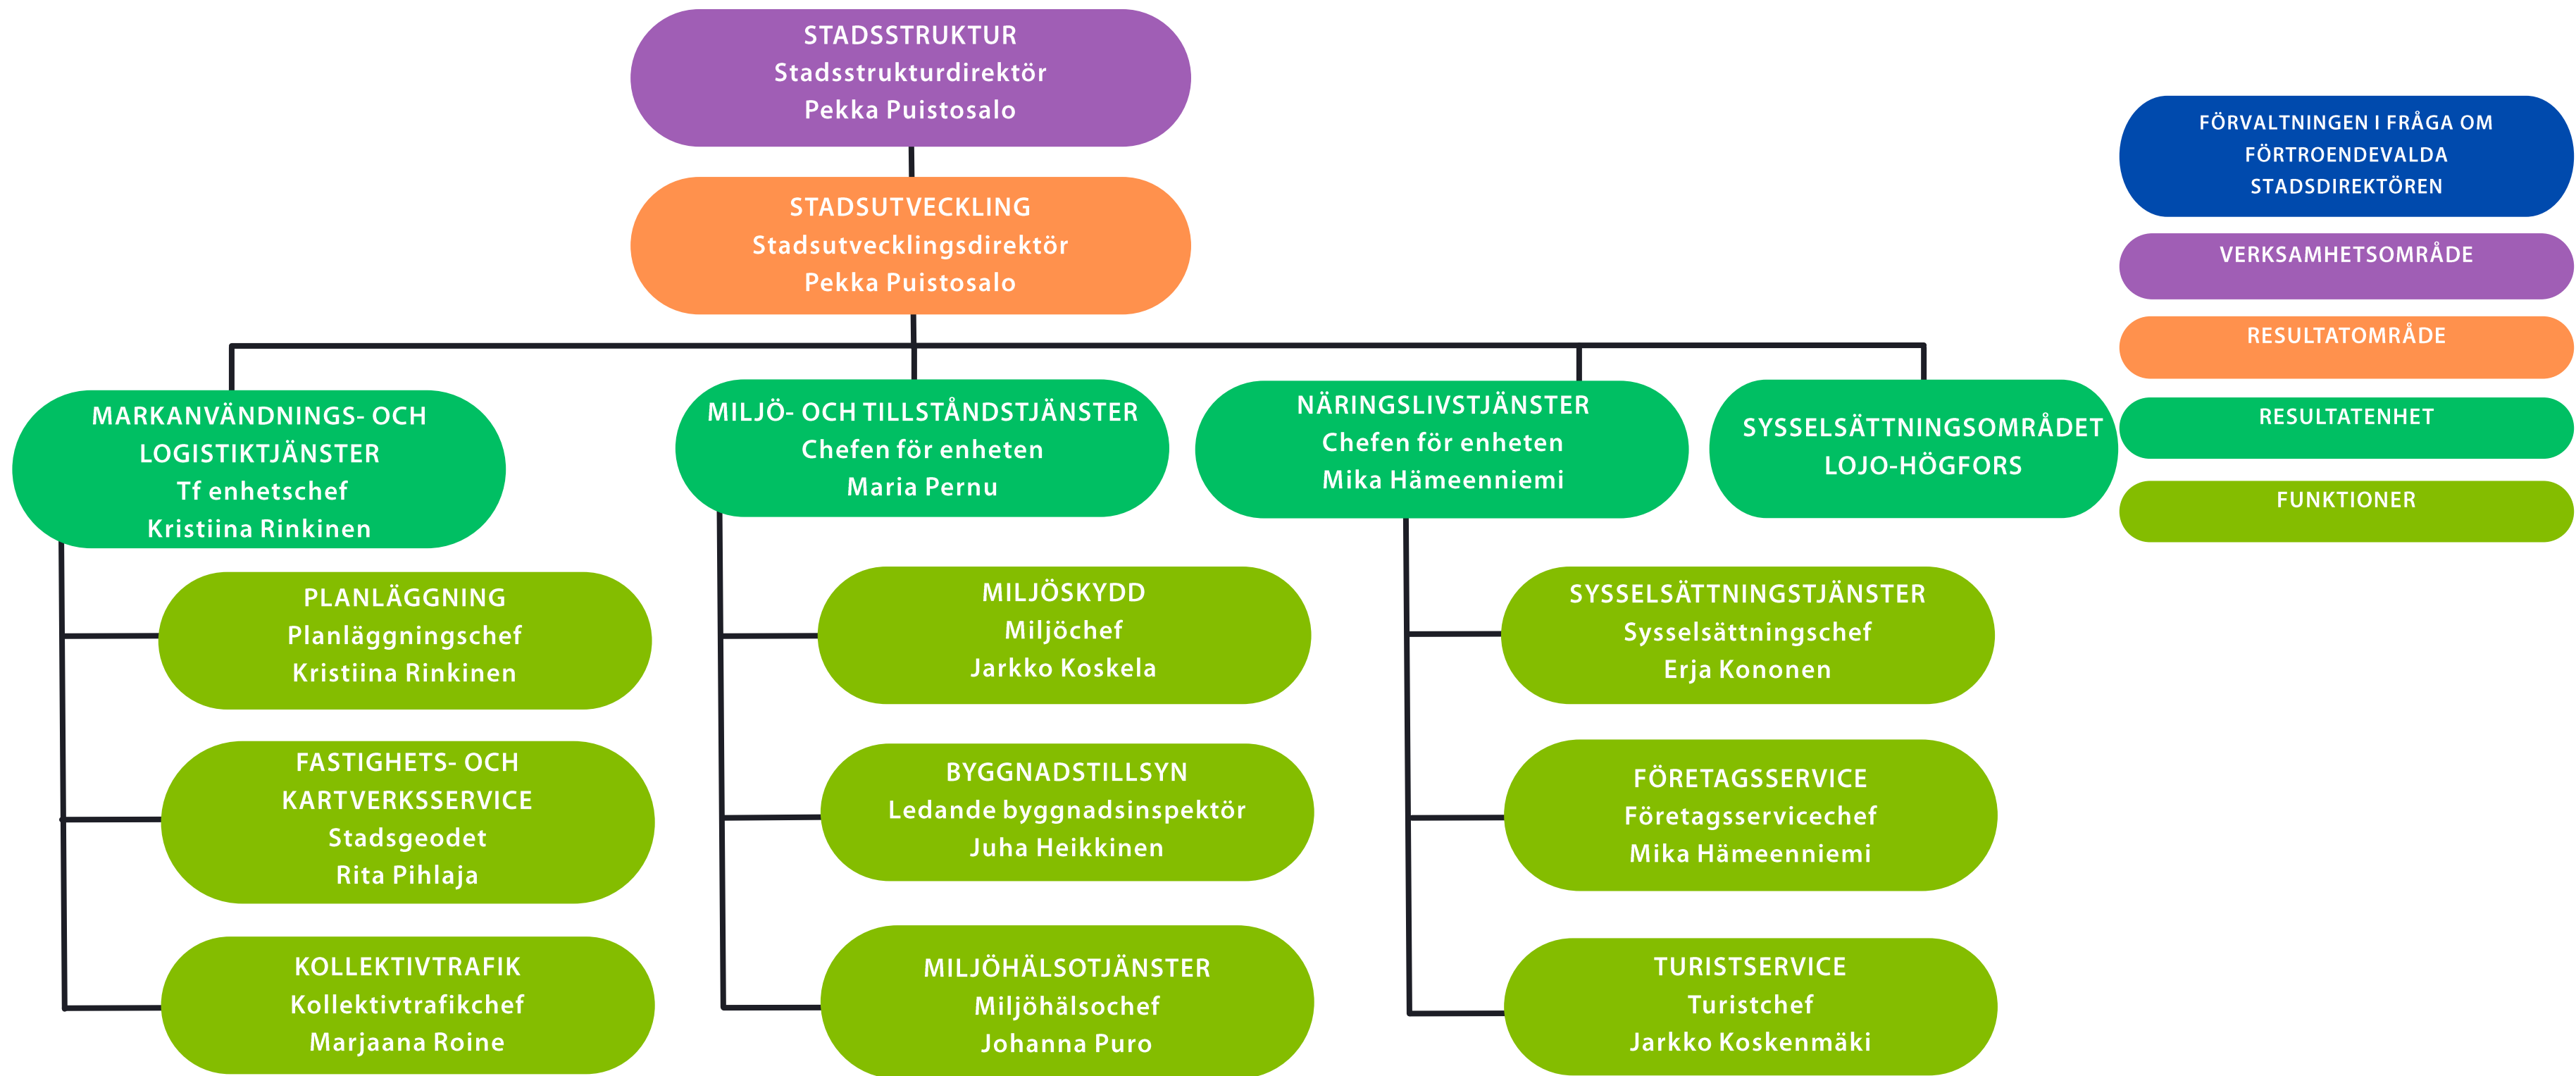 STADSSTRUKTUR
Stadsstrukturdirektör
Pekka Puistosalo
STADSUTVECKLING
Stadsutvecklingsdirektör
Pekka Puistosalo
MARKANVÄNDNINGS- OCH
LOGISTIKTJÄNSTER
Tf enhetschef
Kristiina Rinkinen
PLANLÄGGNING
Planläggningschef
Kristiina Rinkinen
FASTIGHETS- OCH
KARTVERKSSERVICE
Stadsgeodet
Rita Pihlaja
KOLLEKTIVTRAFIK
Kollektivtrafikchef
Marjaana Roine
MILJÖ- OCH TILLSTÅNDSTJÄNSTER
Chefen för enheten
Maria Pernu
MILJÖSKYDD
Miljöchef
Jarkko Koskela
BYGGNADSTILLSYN
Ledande byggnadsinspektör
Juha Heikkinen
MILJÖHÄLSOTJÄNSTER
Miljöhälsochef
Johanna Puro
NÄRINGSLIVSTJÄNSTER
Chefen för enheten
Mika Hämeenniemi
SYSSELSÄTTNINGSTJÄNSTER
Sysselsättningschef
Erja Kononen
FÖRETAGSSERVICE
Företagsservicechef
Mika Hämeenniemi
TURISTSERVICE
Turistchef
Jarkko Koskenmäki
SYSSELSÄTTNINGSOMRÅDET
LOJO-HÖGFORS
FÖRVALTNINGEN I FRÅGA OM
FÖRTROENDEVALDA
STADSDIREKTÖREN
VERKSAMHETSOMRÅDE
RESULTATOMRÅDE
RESULTATENHET
FUNKTIONER